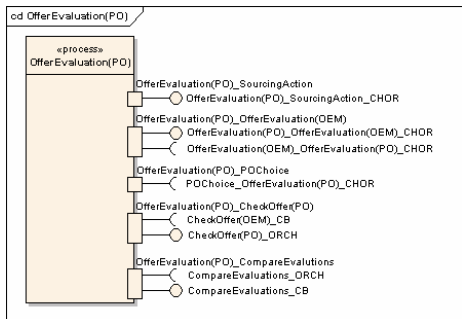 cd OfferEvaluation(PO)
«process»
OfferEvaluation(PO)
OfferEvaluation(PO)_SourcingAction
OfferEvaluation(PO)_SourcingAction_CHOR
OfferEvaluation(PO)_OfferEvaluation(OEM)
OfferEvaluation(PO)_OfferEvaluation(OEM)_CHOR
OfferEvaluation(OEM)_OfferEvaluation(PO)_CHOR
OfferEvaluation(PO)_POChoice
POChoice_OfferEvaluation(PO)_CHOR
OfferEvaluation(PO)_CheckOffer(PO)
CheckOffer(OEM)_CB
CheckOffer(PO)_ORCH
OfferEvaluation(PO)_CompareEvalutions
CompareEvaluations_ORCH
CompareEvaluations_CB